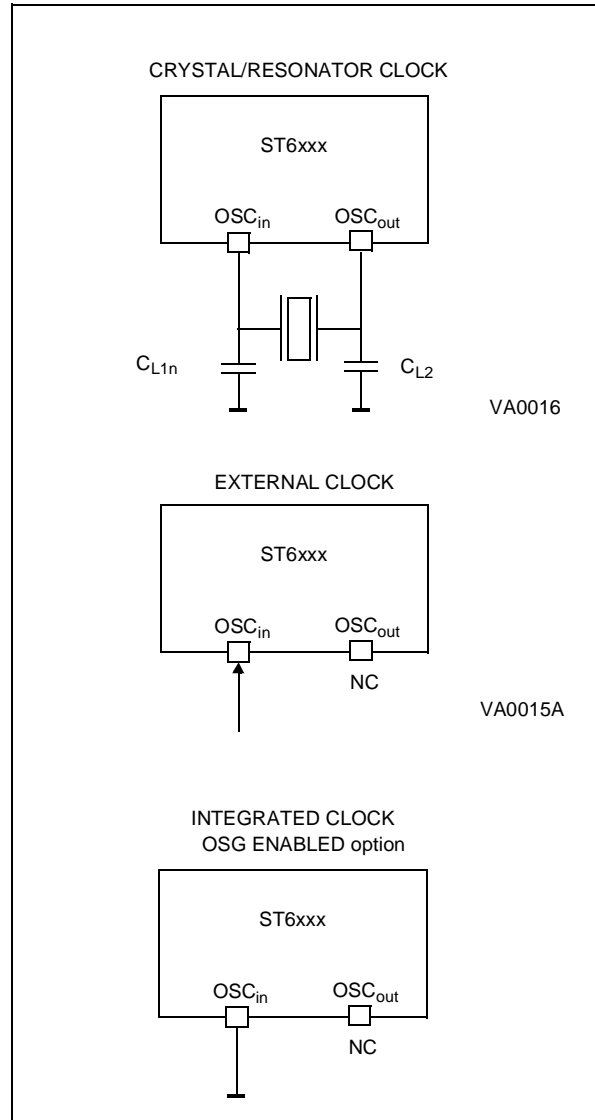 CRYSTAL/RESONATOR CLOCK
ST6xxx
OSCin OSCout
CL1n CL2
VA0016
EXTERNAL CLOCK
ST6xxx
OSCin OSCout
NC
VA0015A
INTEGRATED CLOCK
OSG ENABLED option
ST6xxx
OSCin OSCout
NC